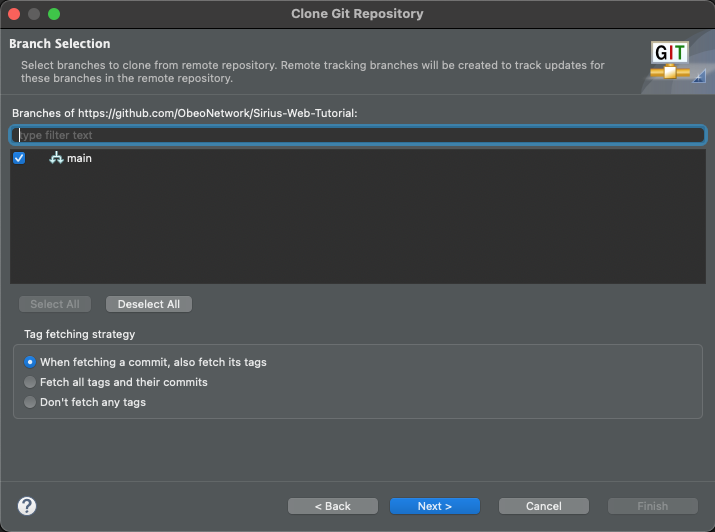 Clone Git Repository
Branch Selection
Select branches to clone from remote repository. Remote tracking branches will be created to track updates for
these branches in the remote repository.
GIT
Branches of https://github.com/ObeoNetwork/Sirius-Web-Tutorial:
type filter text
main
Select All
Deselect All
Tag fetching strategy
When fetching a commit, also fetch its tags
Fetch all tags and their commits
Don't fetch any tags
?
< Back
Next >
Cancel
Finish